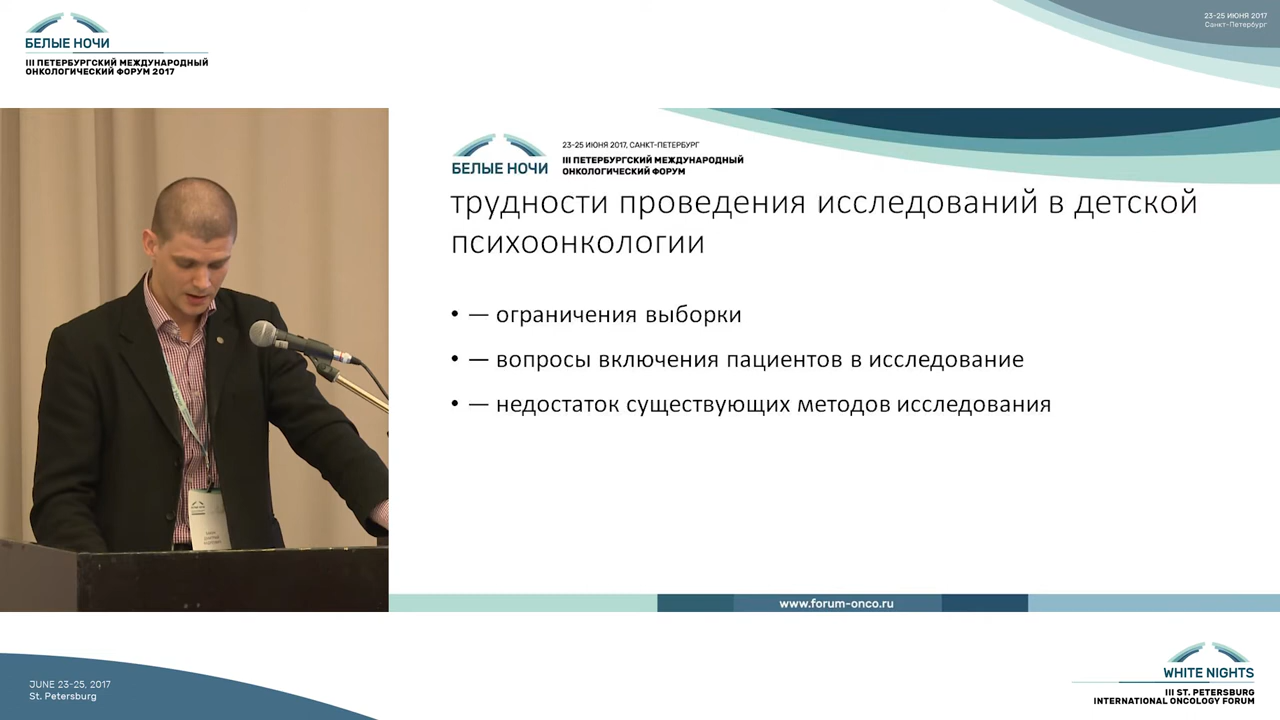 БЕЛЫЕ НОЧИ
III ПЕТЕРБУРГСКИЙ МЕЖДУНАРОДНЫЙ
ОНКОЛОГИЧЕСКИЙ ФОРУМ 2017
23-25 ИЮНЯ 2017
Санкт-Петербург
БЕЛЫЕ НОЧИ
23-25 ИЮНЯ 2017, САНКТ-ПЕТЕРБУРГ
III ПЕТЕРБУРГСКИЙ МЕЖДУНАРОДНЫЙ
ОНКОЛОГИЧЕСКИЙ ФОРУМ
трудности проведения исследований в детской
психоонкологии
• — ограничения выборки
• — вопросы включения пациентов в исследование
• — недостаток существующих методов исследования
www.forum-onco.ru
JUNE 23-25, 2017
St. Petersburg
WHITE NIGHTS
III ST. PETERSBURG
INTERNATIONAL ONCOLOGY FORUM